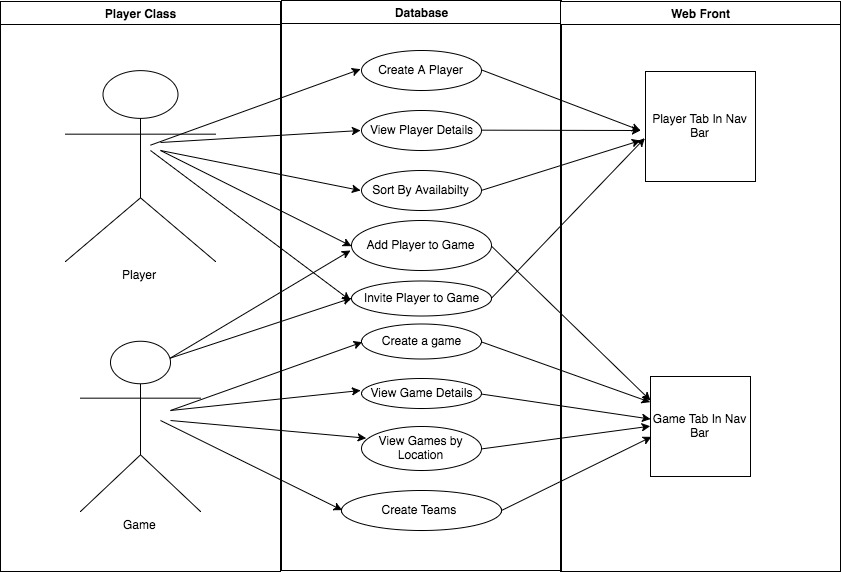 Player Class
Database
Web Front
Create A Player
View Player Details
Sort By Availabilty
Add Player to Game
Invite Player to Game
Create a game
View Game Details
View Games by
Location
Create Teams
Player
Game
Player Tab In Nav
Bar
Game Tab In Nav
Bar